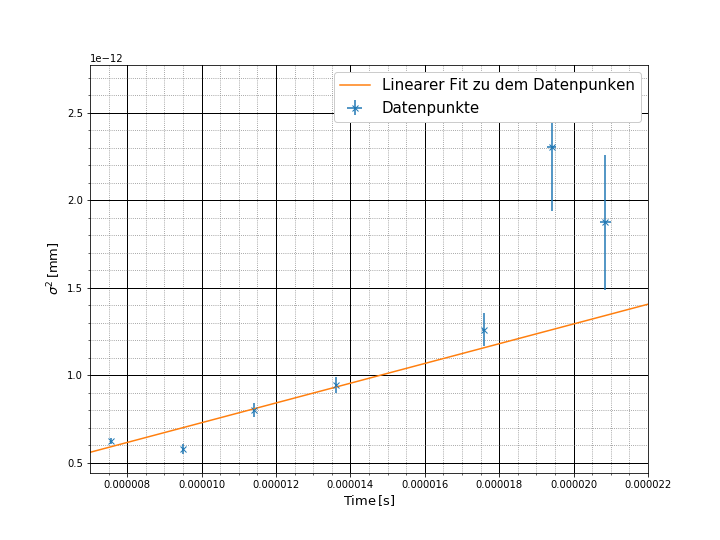 1e−12
Linearer Fit zu dem Datenpunken
Datenpunkte
2.5
2.0
1.5
1.0
0.5
σ² [mm]
0.000008 0.000010 0.000012 0.000014 0.000016 0.000018 0.000020 0.000022
Time [s]